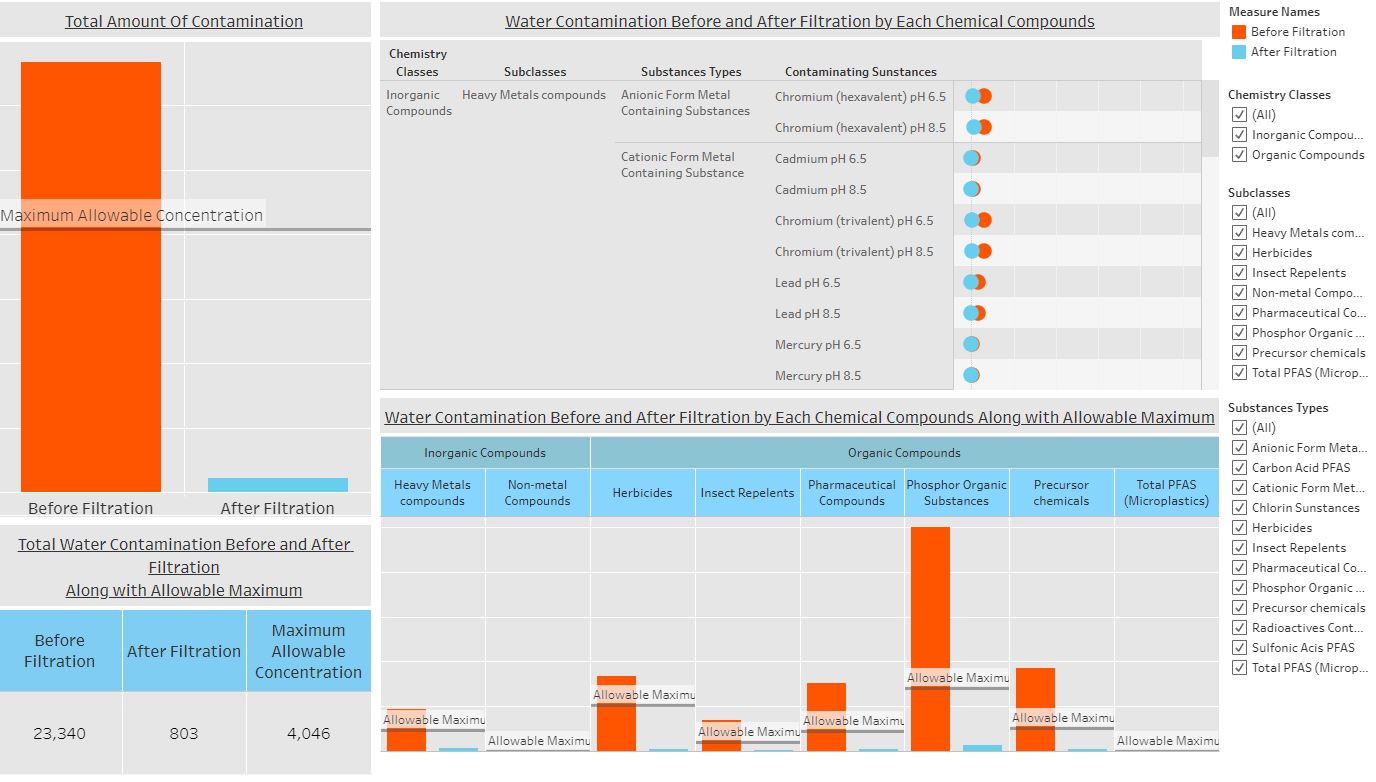 Total Amount Of Contamination
Maximum Allowable Concentration
Before Filtration
After Filtration
Total Water Contamination Before and After
Filtration
Along with Allowable Maximum
Before
Filtration
After Filtration
Maximum
Allowable
Concentration
23,340
803
4,046
Water Contamination Before and After Filtration by Each Chemical Compounds
Chemistry
Classes
Subclasses
Substances Types
Contaminating Sunstances
Inorganic
Compounds
Heavy Metals compounds
Anionic Form Metal
Containing Substances
Chromium (hexavalent) pH 6.5
Chromium (hexavalent) pH 8.5
Cationic Form Metal
Containing Substance
Cadmium pH 6.5
Cadmium pH 8.5
Chromium (trivalent) pH 6.5
Chromium (trivalent) pH 8.5
Lead pH 6.5
Lead pH 8.5
Mercury pH 6.5
Mercury pH 8.5
Water Contamination Before and After Filtration by Each Chemical Compounds Along with Allowable Maximum
Inorganic Compounds
Organic Compounds
Heavy Metals
compounds
Non-metal
Compounds
Herbicides
Insect Repelents
Pharmaceutical
Compounds
Phosphor Organic
Substances
Precursor
chemicals
Total PFAS
(Microplastics)
Allowable Maximu
Allowable Maximu
Allowable Maximu
Allowable Maximu
Allowable Maximu
Allowable Maximu
Allowable Maximu
Allowable Maximu
Measure Names
Before Filtration
After Filtration
Chemistry Classes
(All)
Inorganic Compou...
Organic Compounds
Subclasses
(All)
Heavy Metals com...
Herbicides
Insect Repelents
Non-metal Compo...
Pharmaceutical Co...
Phosphor Organic ...
Precursor chemicals
Total PFAS (Microp...
Substances Types
(All)
Anionic Form Meta...
Carbon Acid PFAS
Cationic Form Met...
Chlorin Sunstances
Herbicides
Insect Repelents
Pharmaceutical Co...
Phosphor Organic ...
Precursor chemicals
Radioactives Cont...
Sulfonic Acis PFAS
Total PFAS (Microp...